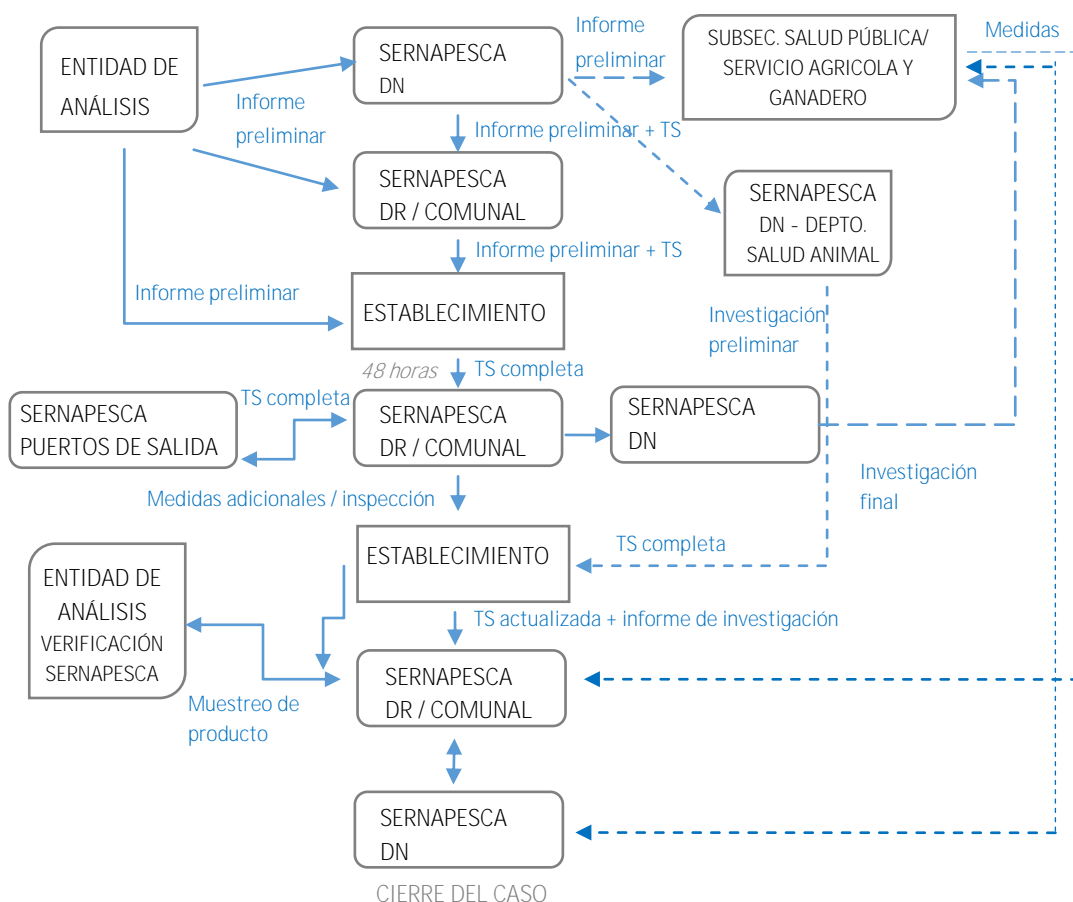 ENTIDAD DE
ANÁLISIS
SERNAPESCA
DN
Informe
preliminar
SUBSEC. SALUD PÚBLICA/
SERVICIO AGRICOLA Y
GANADERO
Medidas
Informe
preliminar
Informe preliminar + TS
SERNAPESCA
DR / COMUNAL
SERNAPESCA
DN - DEPTO.
SALUD ANIMAL
Informe preliminar + TS
Informe preliminar
ESTABLECIMIENTO
Investigación
preliminar
48 horas
TS completa
TS completa
SERNAPESCA
PUERTOS DE SALIDA
SERNAPESCA
DR / COMUNAL
SERNAPESCA
DN
Investigación
final
Medidas adicionales / inspección
ESTABLECIMIENTO
TS completa
ENTIDAD DE
ANÁLISIS
VERIFICACIÓN
SERNAPESCA
TS actualizada + informe de investigación
SERNAPESCA
DR / COMUNAL
Muestreo de
producto
SERNAPESCA
DN
CIERRE DEL CASO